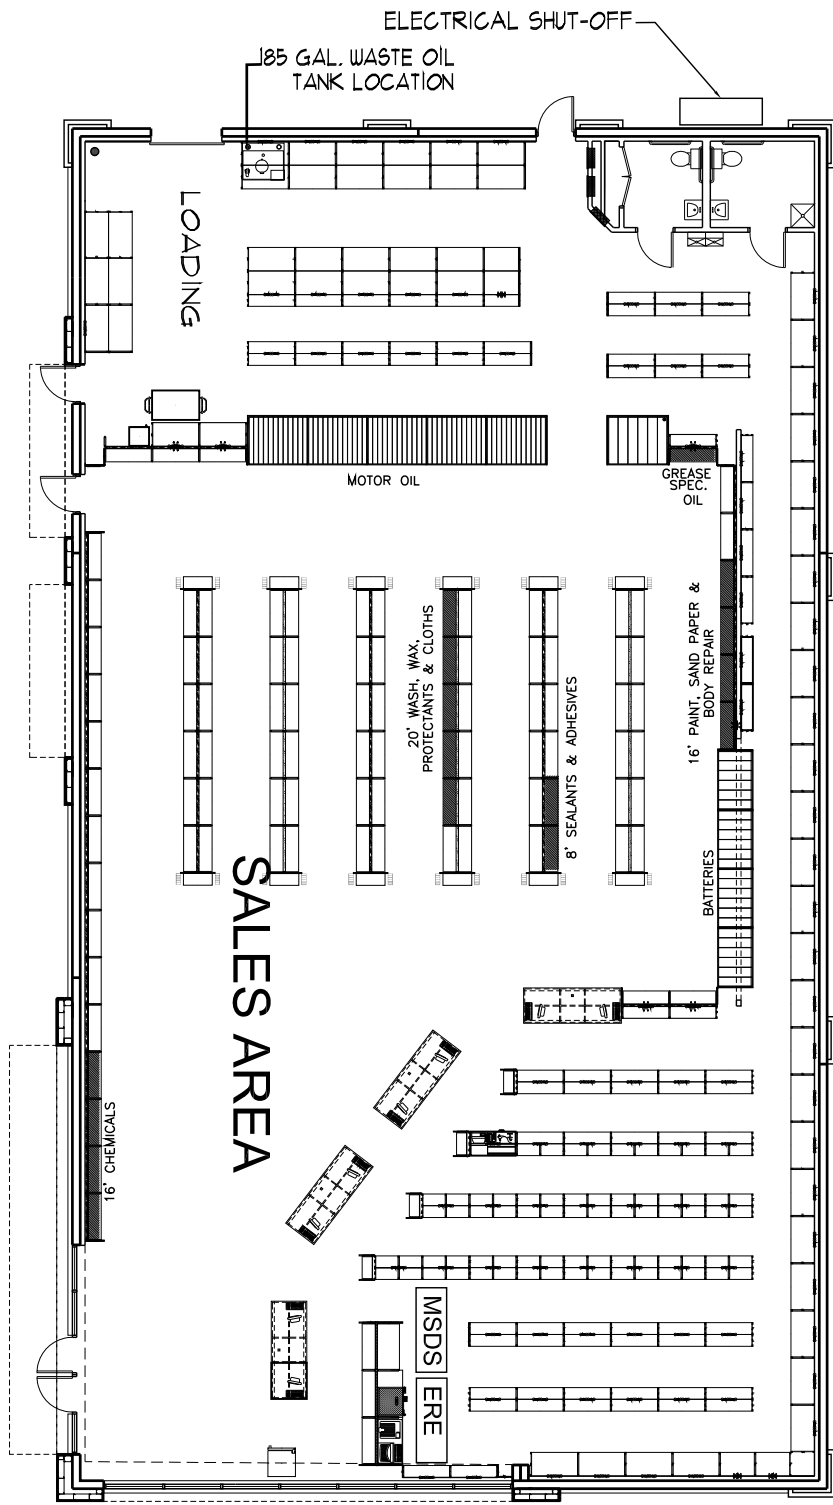 ELECTRICAL SHUT-OFF
185 GAL. WASTE OIL
TANK LOCATION
LOADING
MOTOR OIL
GREASE
SPEC.
OIL
20' WASH, WAX,
PROTECTANTS & CLOTHS
8' SEALANTS & ADHESIVES
16' PAINT, SAND PAPER &
BODY REPAIR
BATTERIES
SALES AREA
16' CHEMICALS
MSDS
ERE